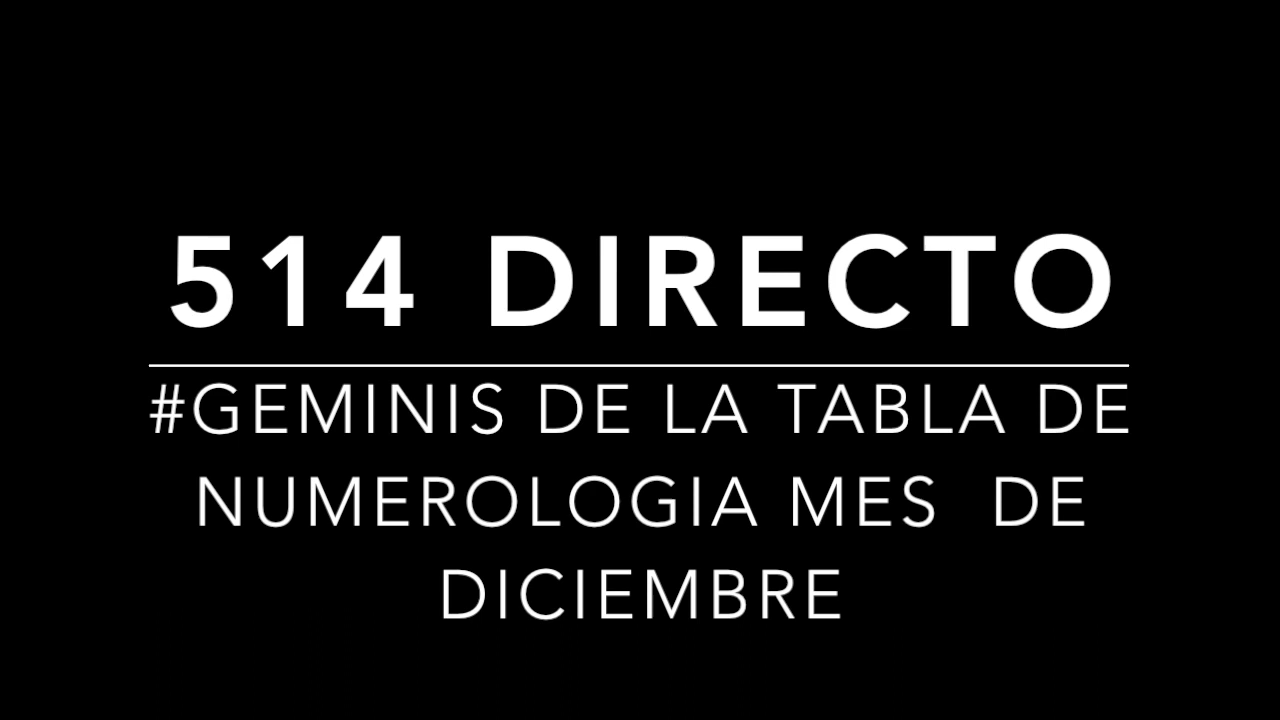 514 DIRECTO
#GEMINIS DE LA TABLA DE
NUMEROLOGIA MES DE
DICIEMBRE